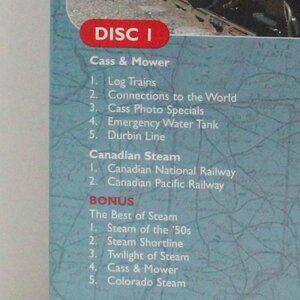 DISC 1
Cass & Mower
1. Log Trains
2. Connections to the World
3. Cass Photo Specials
4. Emergency Water Tank
5. Durbin Line
Canadian Steam
1. Canadian National Railway
2. Canadian Pacific Railway
BONUS
The Best of Steam
1. Steam of the '50s
2. Steam Shortline
3. Twilight of Steam
4. Cass & Mower
5. Colorado Steam